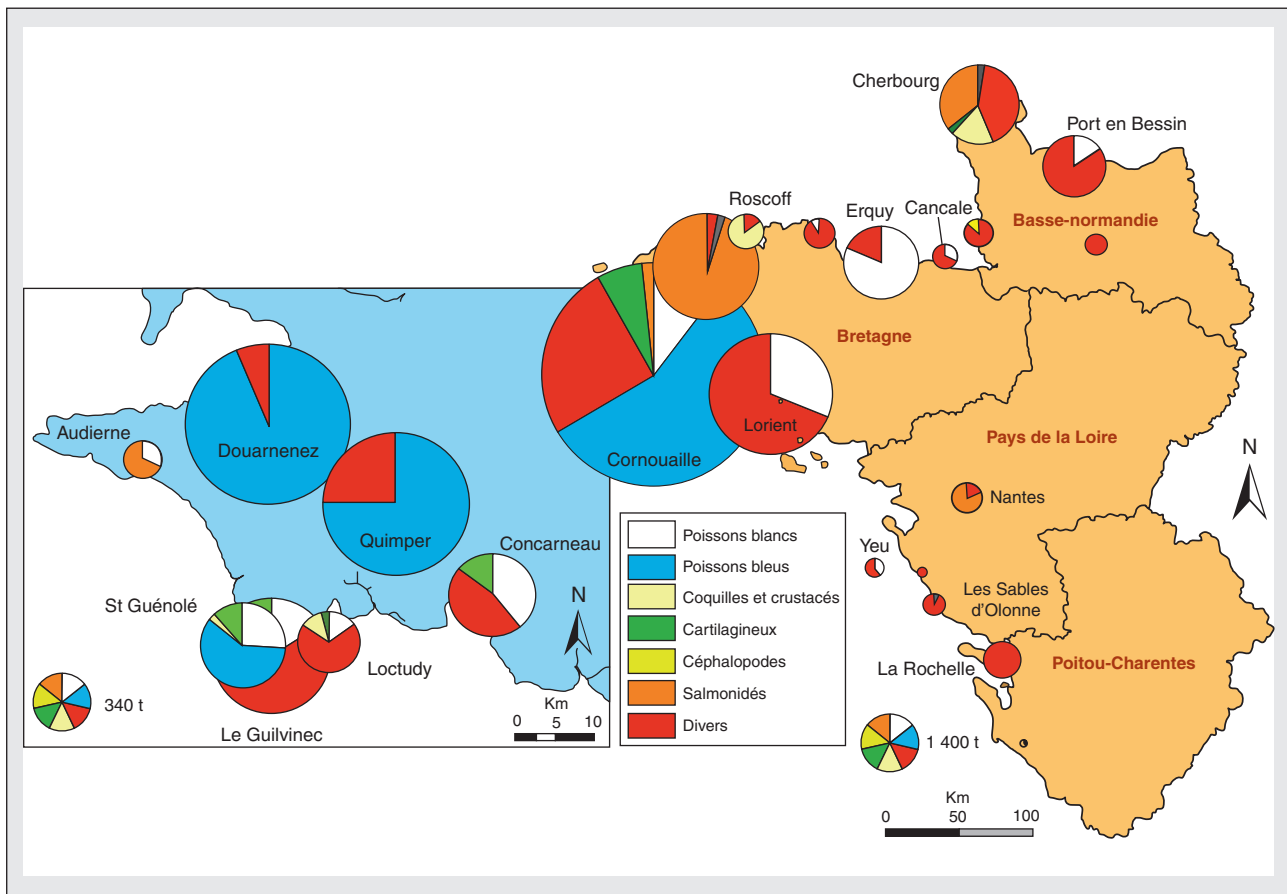 Cherbourg
Port en Bessin
Roscoff
Erquy
Cancale
Basse-normandie
Bretagne
Lorient
Cornouaille
Pays de la Loire
N
Nantes
Yeu
Les Sables
d'Olonne
La Rochelle
Poitou-Charentes
1 400 t
Km
0 50 100
Audierne
Douarnenez
Quimper
Concarneau
St Guénolé
Loctudy
Le Guilvinec
340 t
N
Km
0 5 10
Poissons blancs
Poissons bleus
Coquilles et crustacés
Cartilagineux
Céphalopodes
Salmonidés
Divers